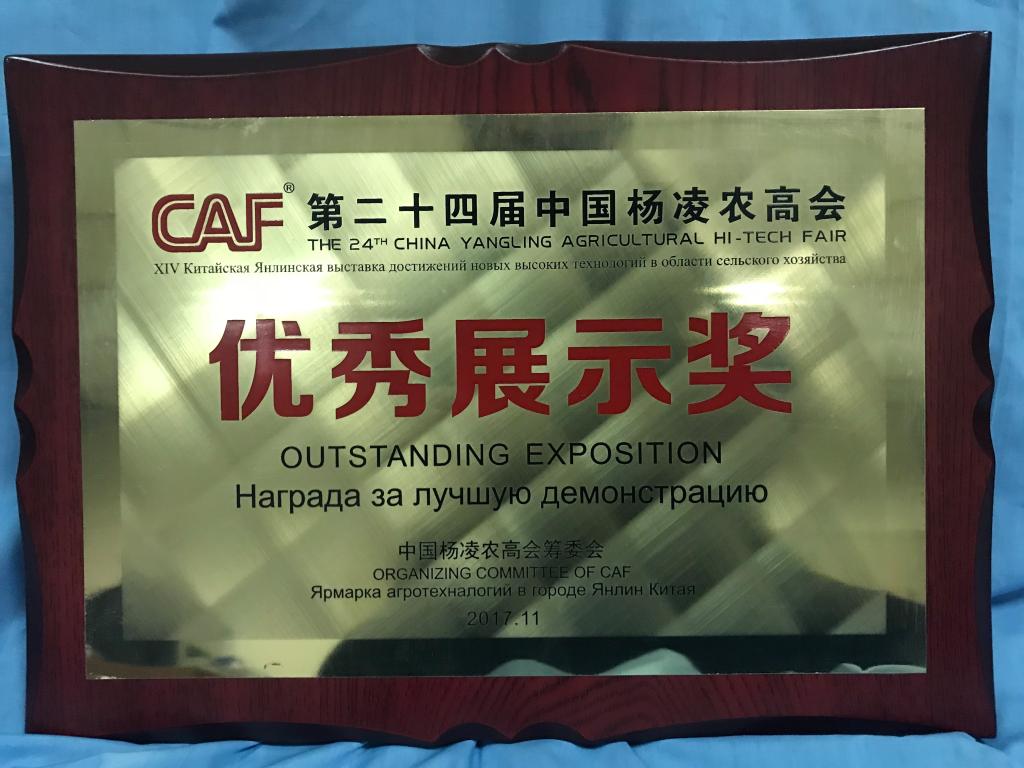 CAF® 第二十四届中国杨凌农高会
THE 24TH CHINA YANGLING AGRICULTURAL HI-TECH FAIR
XIV Китайская Янлинская выставка достижений новых высоких технологий в области сельского хозяйства
优秀展示奖
OUTSTANDING EXPOSITION
Награда за лучшую демонстрацию
中国杨凌农高会筹委会
ORGANIZING COMMITTEE OF CAF
Ярмарка агротехналогий в городе Янлин Китая
2017.11